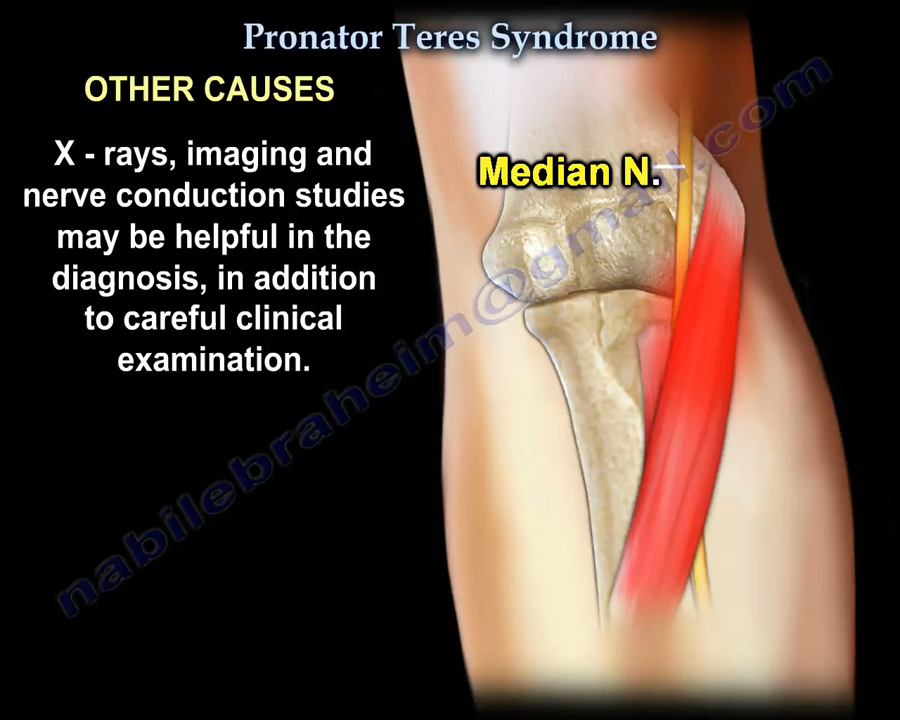 Pronator Teres Syndrome
OTHER CAUSES
X - rays, imaging and
nerve conduction studies
may be helpful in the
diagnosis, in addition
to careful clinical
examination.
Median N.
nabilebraheim@gmail.com